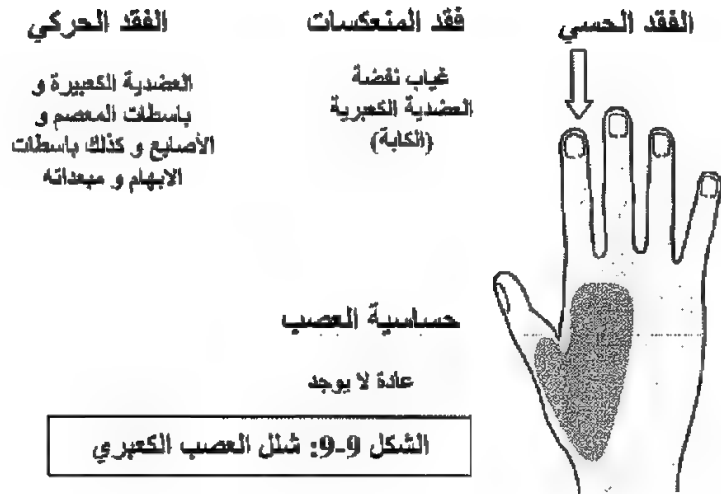 الفقد الحسي
فقد المنعكسات
غياب نفضة
العضدية الكعبرية
(الكابة)
الفقد الحركي
العضدية الكعبيرة و
باسطات المعصم و
الأصابع و كذلك باسطات
الابهام و مبعداته
حساسية العصب
عادة لا يوجد
الشكل 9-9: شلل العصب الكعبري